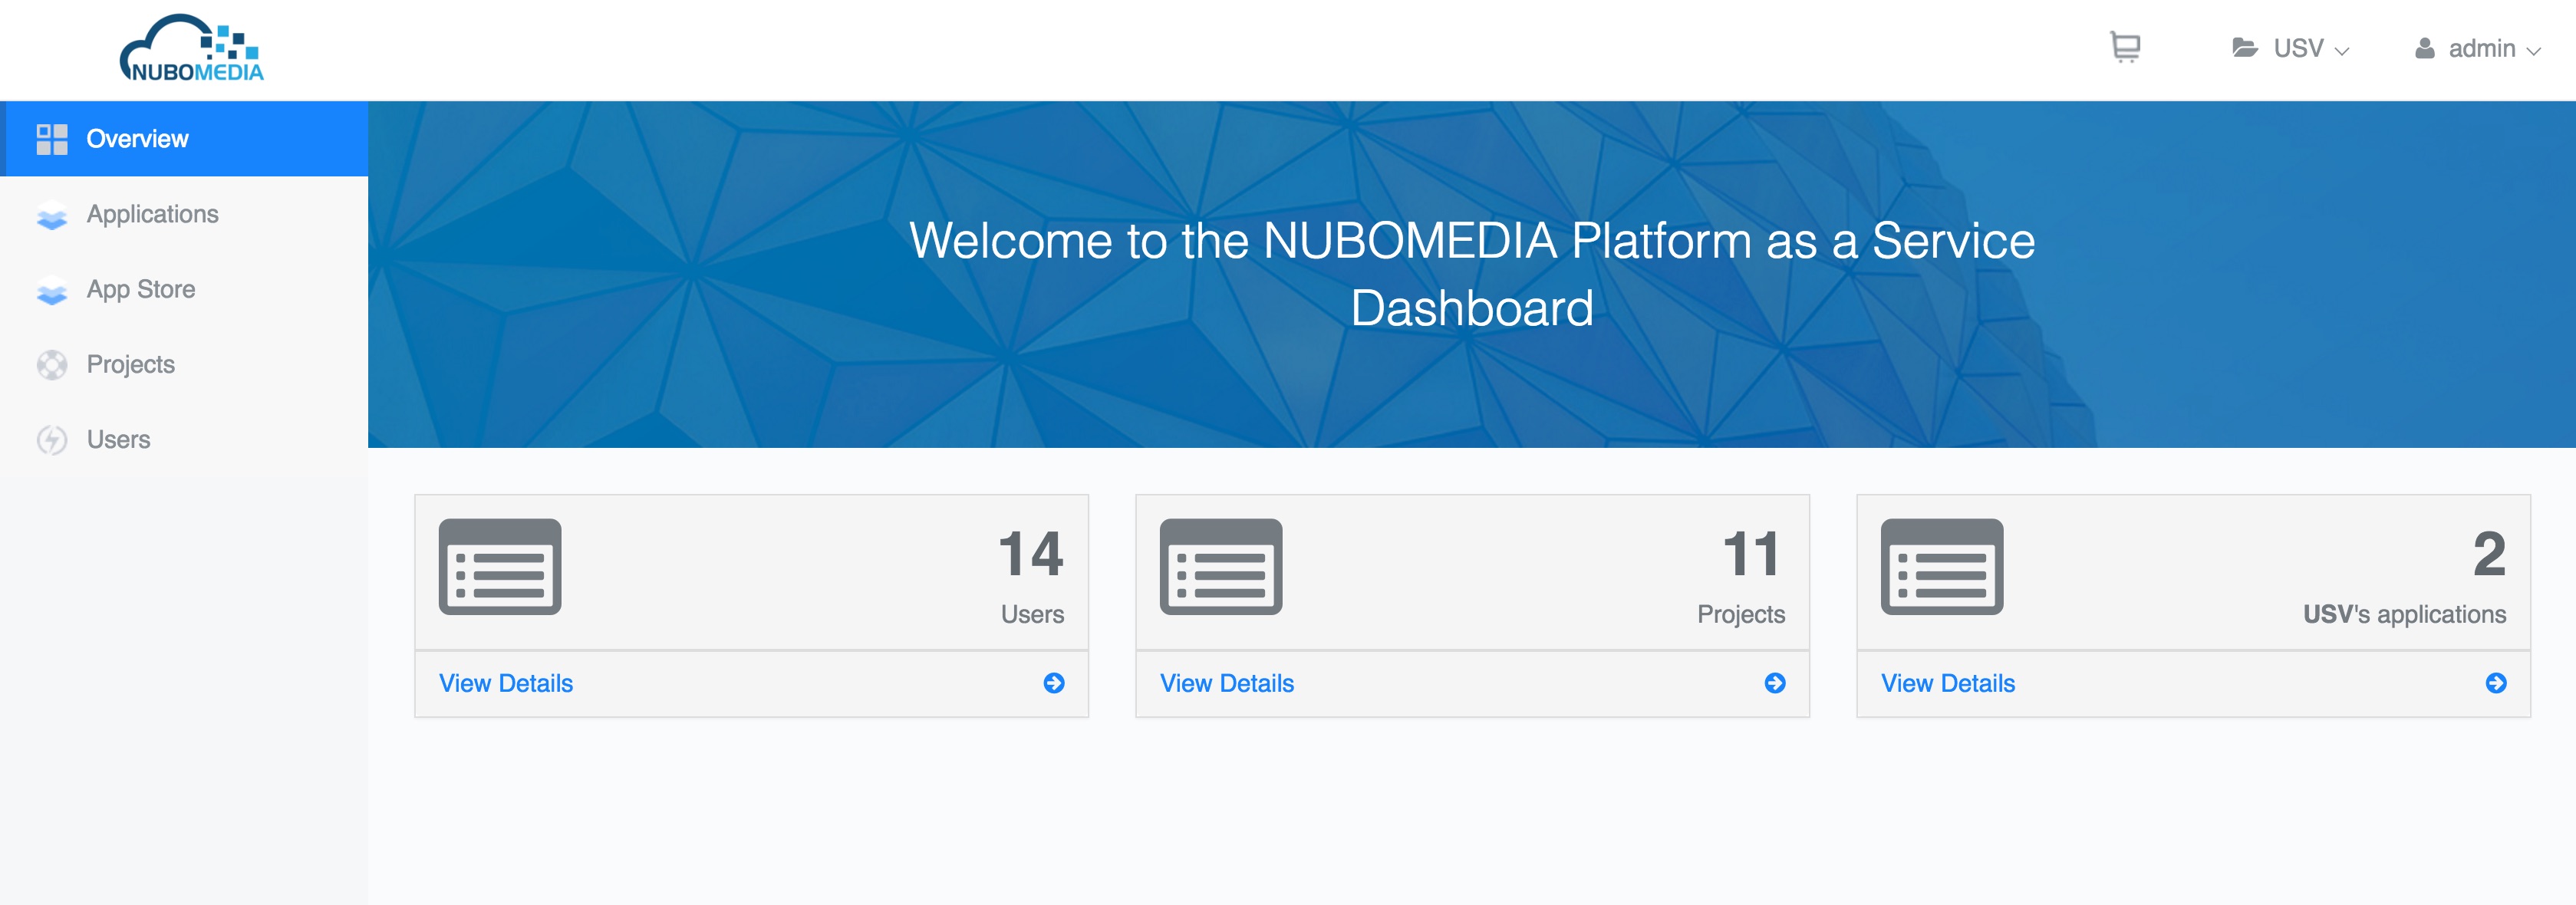 NUBOMEDIA
USV
admin
Overview
Applications
App Store
Projects
Users
Welcome to the NUBOMEDIA Platform as a Service
Dashboard
14
Users
View Details
11
Projects
View Details
2
USV's applications
View Details